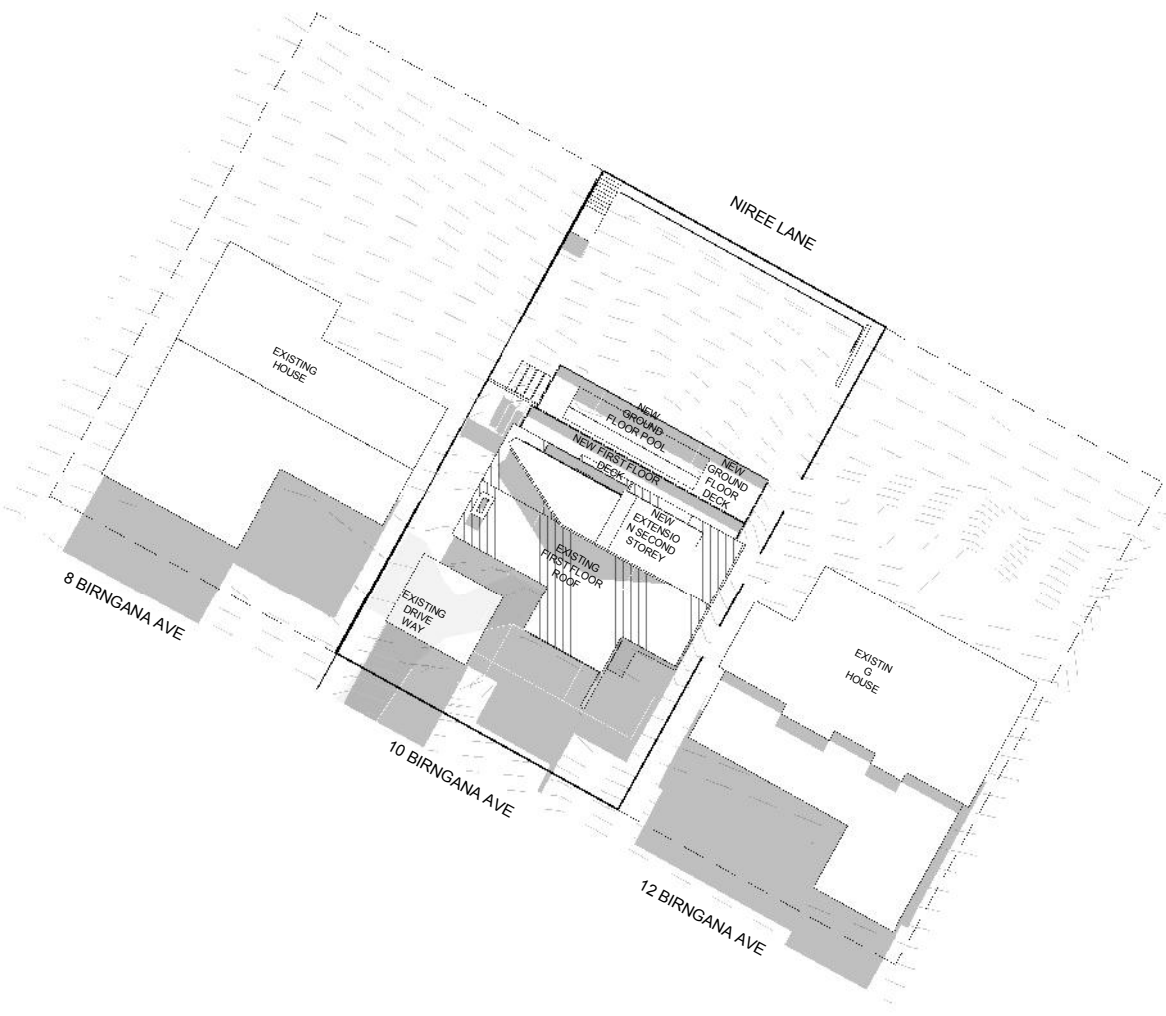 NIREE LANE
EXISTING
HOUSE
NEW
GROUND
FLOOR POOL
NEW FIRST FLOOR
DECK
NEW
GROUND
FLOOR
DECK
NEW
EXTENSIO
N SECOND
STOREY
EXISTING
FIRST FLOOR
ROOF
EXISTING
DRIVE
WAY
EXISTIN
G
HOUSE
8 BIRNGANA AVE
10 BIRNGANA AVE
12 BIRNGANA AVE